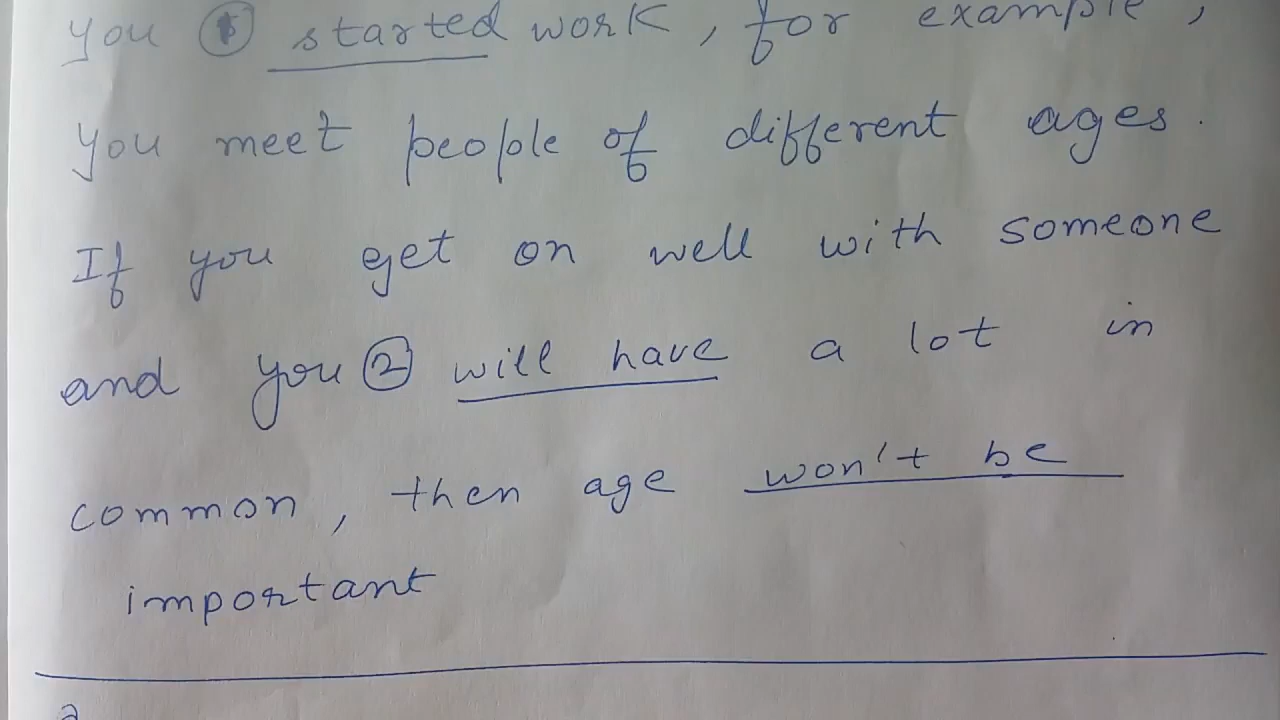 you ① started work, for example,
you meet people of different ages.
If you get on well with someone
and you ② will have a lot in
common, then age won't be
important